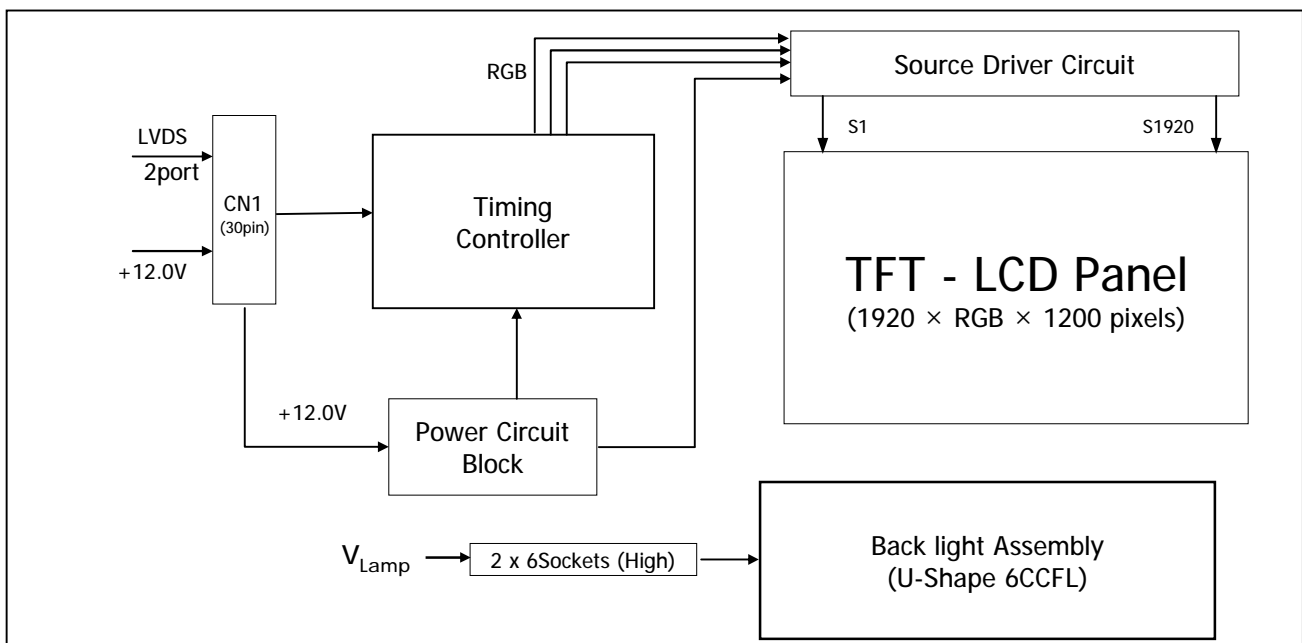 RGB
Source Driver Circuit
S1
S1920
LVDS
2port
CN1
(30pin)
+12.0V
Timing
Controller
TFT - LCD Panel
(1920 × RGB × 1200 pixels)
+12.0V
Power Circuit
Block
V_Lamp
2 x 6Sockets (High)
Back light Assembly
(U-Shape 6CCFL)